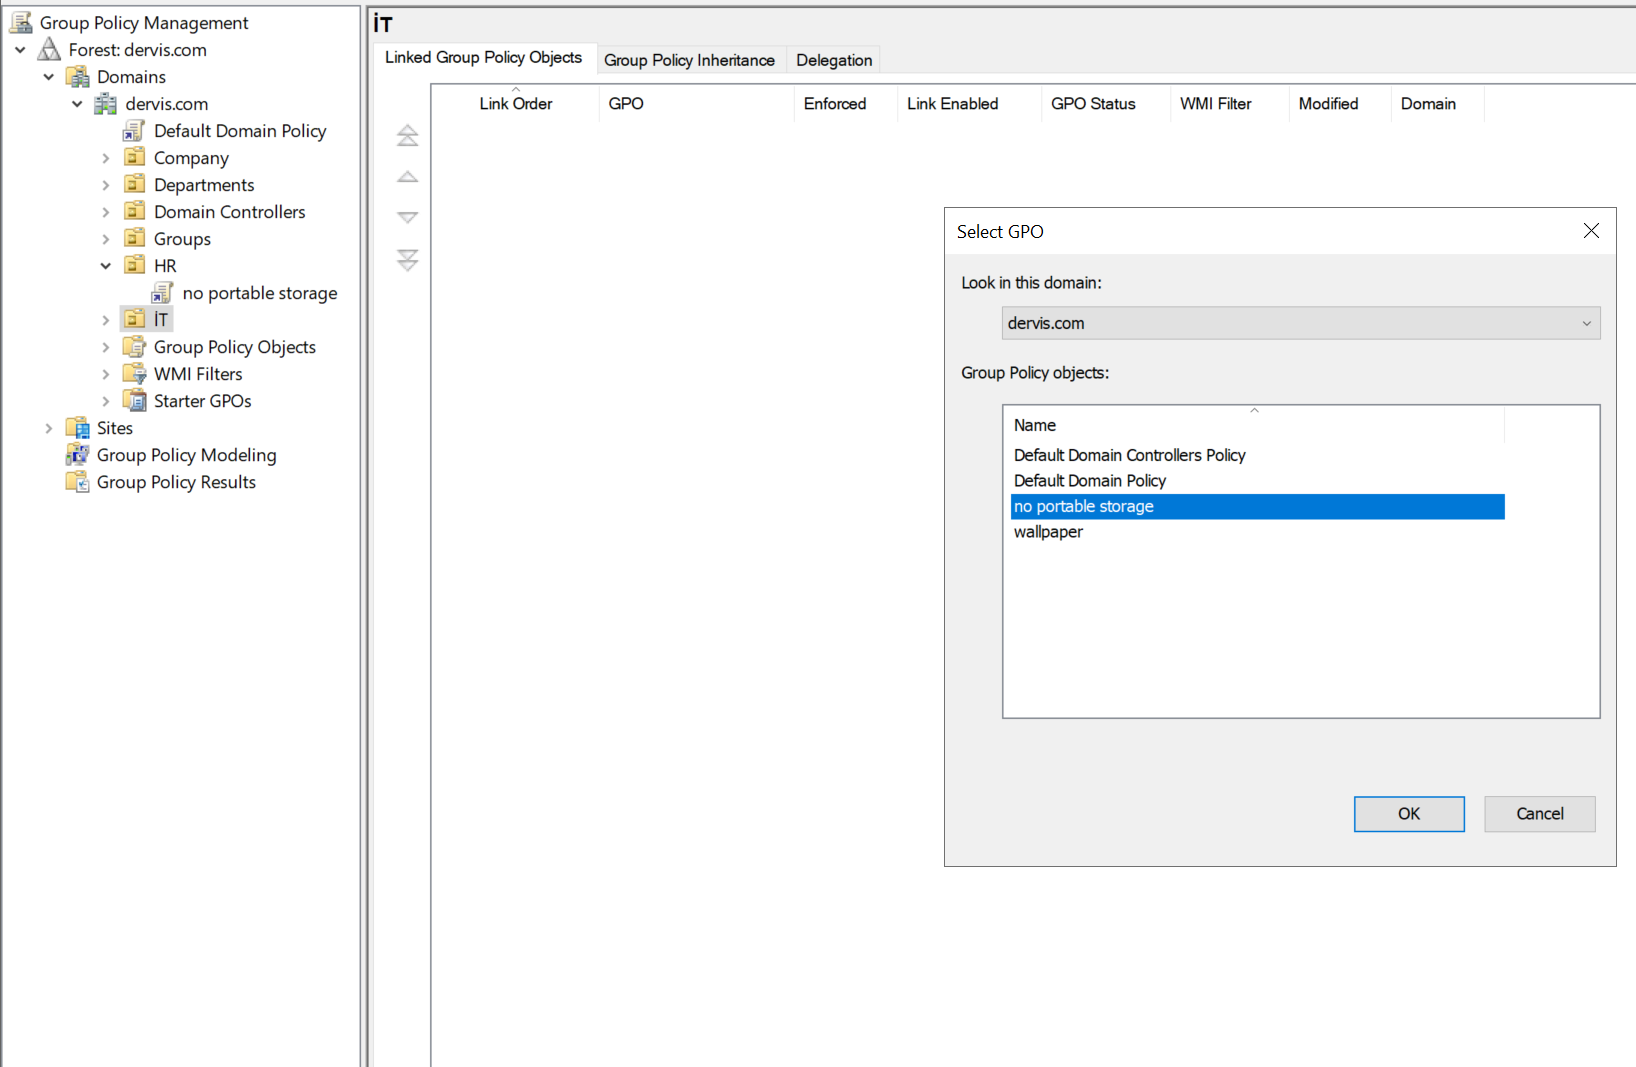 Group Policy Management
Forest: dervis.com
Domains
dervis.com
Default Domain Policy
Company
Departments
Domain Controllers
Groups
HR
no portable storage
İT
Group Policy Objects
WMI Filters
Starter GPOs
Sites
Group Policy Modeling
Group Policy Results
İT
Linked Group Policy Objects Group Policy Inheritance Delegation
Link Order GPO Enforced Link Enabled GPO Status WMI Filter Modified Domain
Select GPO
Look in this domain:
dervis.com
Group Policy objects:
Name
Default Domain Controllers Policy
Default Domain Policy
no portable storage
wallpaper
OK Cancel